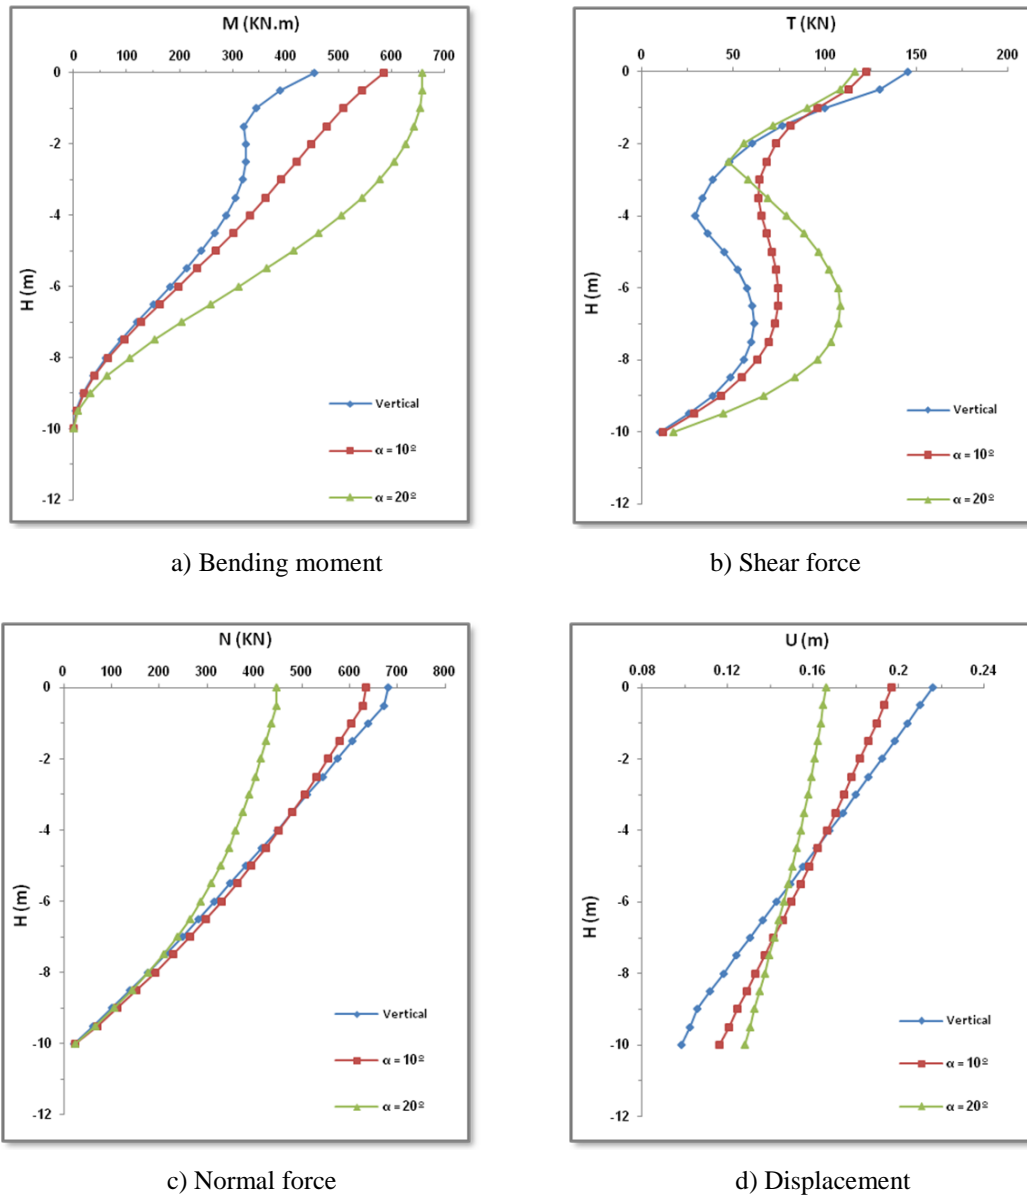 M (KN.m)
0 100 200 300 400 500 600 700
0
-2
-4
-6
-8
-10
-12
H (m)
Vertical
α = 10º
α = 20º
a) Bending moment
T (KN)
0 50 100 150 200
0
-2
-4
-6
-8
-10
-12
H (m)
Vertical
α = 10º
α = 20º
b) Shear force
N (KN)
0 100 200 300 400 500 600 700 800
0
-2
-4
-6
-8
-10
-12
H (m)
Vertical
α = 10º
α = 20º
c) Normal force
U (m)
0.08 0.12 0.16 0.2 0.24
0
-2
-4
-6
-8
-10
-12
H (m)
Vertical
α = 10º
α = 20º
d) Displacement